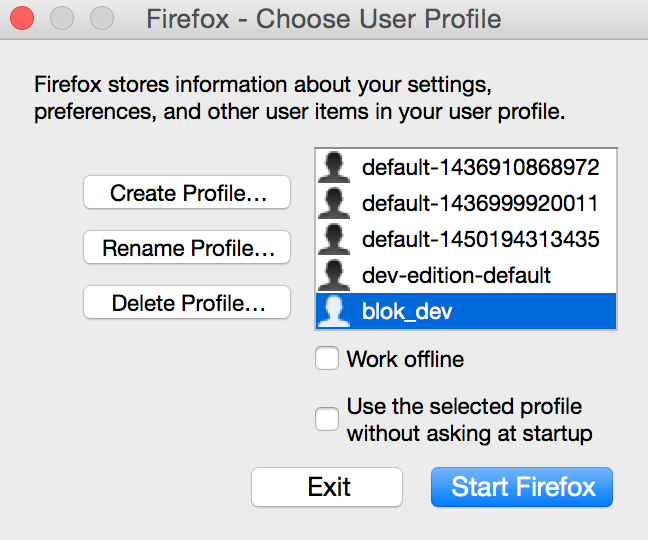 Firefox - Choose User Profile
Firefox stores information about your settings,
preferences, and other user items in your user profile.
Create Profile...
Rename Profile...
Delete Profile...
default-1436910868972
default-1436999920011
default-1450194313435
dev-edition-default
blok_dev
Work offline
Use the selected profile
without asking at startup
Exit
Start Firefox